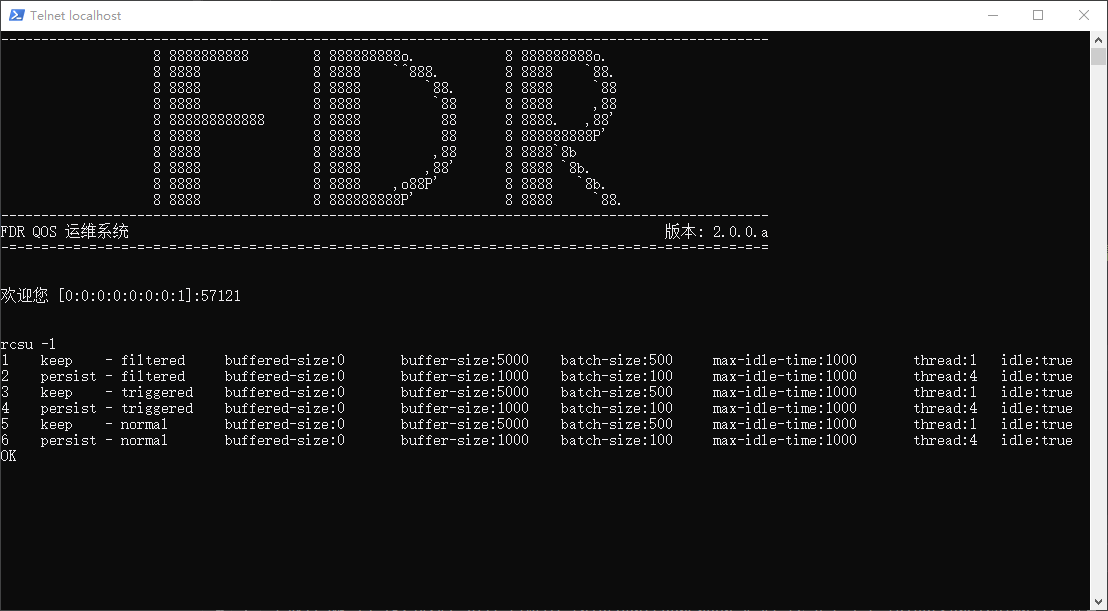 Telnet localhost
--------------------------------------------------------------------------------
8 8888888888        8 888888888o.            8 888888888o.
8 8888              8 8888    `^888.         8 8888    `88.
8 8888              8 8888        `88.       8 8888     `88
8 8888              8 8888         `88       8 8888     ,88
8 888888888888      8 8888          88       8 8888.   ,88'
8 8888              8 8888          88       8 888888888P'
8 8888              8 8888         ,88       8 8888`8b
8 8888              8 8888        ,88'       8 8888 `8b.
8 8888              8 8888    ,o88P'         8 8888   `8b.
8 8888              8 888888888P'            8 8888     `88.
--------------------------------------------------------------------------------
FDR QOS 运维系统 版本: 2.0.0.a
-=-=-=-=-=-=-=-=-=-=-=-=-=-=-=-=-=-=-=-=-=-=-=-=-=-=-=-=-=-=-=-=-=-=-=-=-=-=-=-=
欢迎您 [0:0:0:0:0:0:0:1]:57121
rcsu -l
1 keep - filtered buffered-size:0 buffer-size:5000 batch-size:500 max-idle-time:1000 thread:1 idle:true
2 persist - filtered buffered-size:0 buffer-size:1000 batch-size:100 max-idle-time:1000 thread:4 idle:true
3 keep - triggered buffered-size:0 buffer-size:5000 batch-size:500 max-idle-time:1000 thread:1 idle:true
4 persist - triggered buffered-size:0 buffer-size:1000 batch-size:100 max-idle-time:1000 thread:4 idle:true
5 keep - normal buffered-size:0 buffer-size:5000 batch-size:500 max-idle-time:1000 thread:1 idle:true
6 persist - normal buffered-size:0 buffer-size:1000 batch-size:100 max-idle-time:1000 thread:4 idle:true
OK